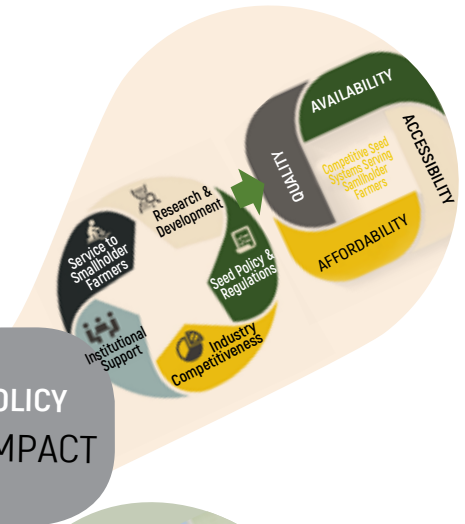 AVAILABILITY
ACCESSIBILITY
QUALITY
Competitive Seed
Systems Serving
Samllholder
Farmers
AFFORDABILITY
Research &
Development
Service to
Smallholder
Farmers
Seed Policy &
Regulations
Institutional
Support
Industry
Competitiveness
OLICY
MPACT